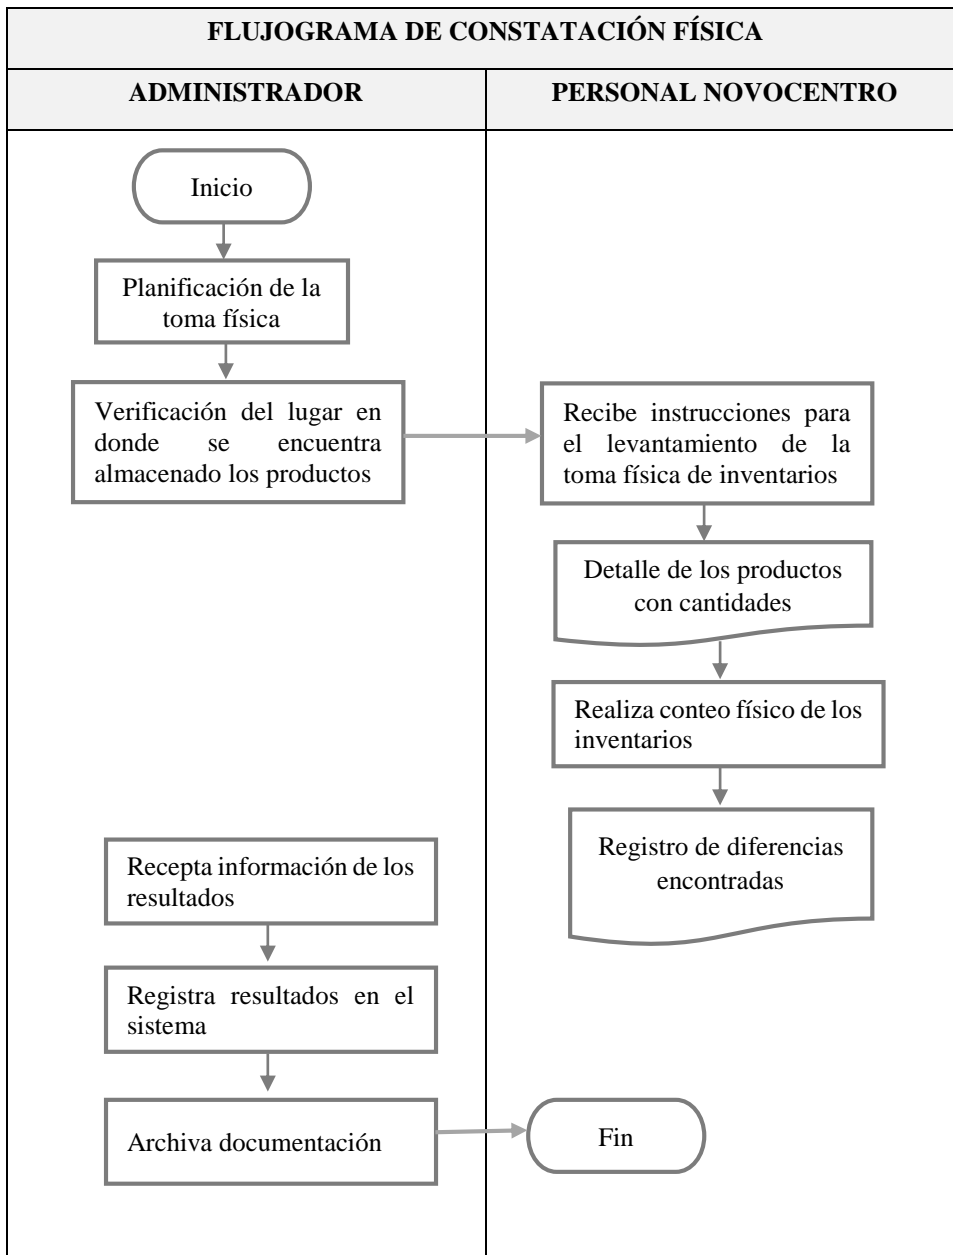 FLUJOGRAMA DE CONSTATACIÓN FÍSICA
ADMINISTRADOR
PERSONAL NOVOCENTRO
Inicio
Planificación de la
toma física
Verificación del lugar en
donde se encuentra
almacenado los productos
Recibe instrucciones para
el levantamiento de la
toma física de inventarios
Detalle de los productos
con cantidades
Realiza conteo físico de los
inventarios
Registro de diferencias
encontradas
Recepta información de los
resultados
Registra resultados en el
sistema
Archiva documentación
Fin